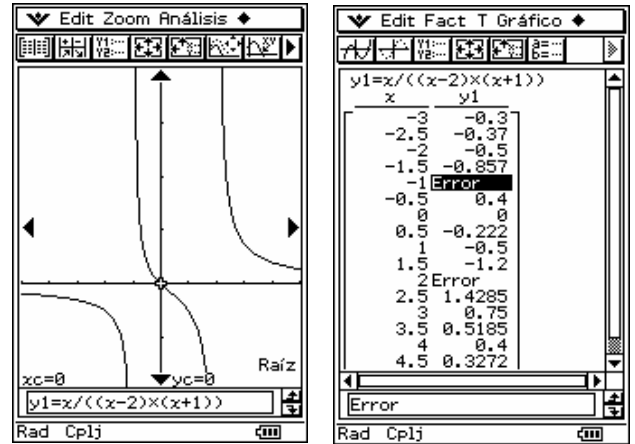 Edit Zoom Análisis ◆
Raíz
xc=0 yc=0
y1=x/((x-2)×(x+1))
Rad Cplj
Edit Fact T Gráfico ◆
y1=x/((x-2)×(x+1))
x y1
-3 -0.3
-2.5 -0.37
-2 -0.5
-1.5 -0.857
-1 Error
-0.5 0.4
0 0
0.5 -0.222
1 -0.5
1.5 -1.2
2 Error
2.5 1.4285
3 0.75
3.5 0.5185
4 0.4
4.5 0.3272
Error
Rad Cplj